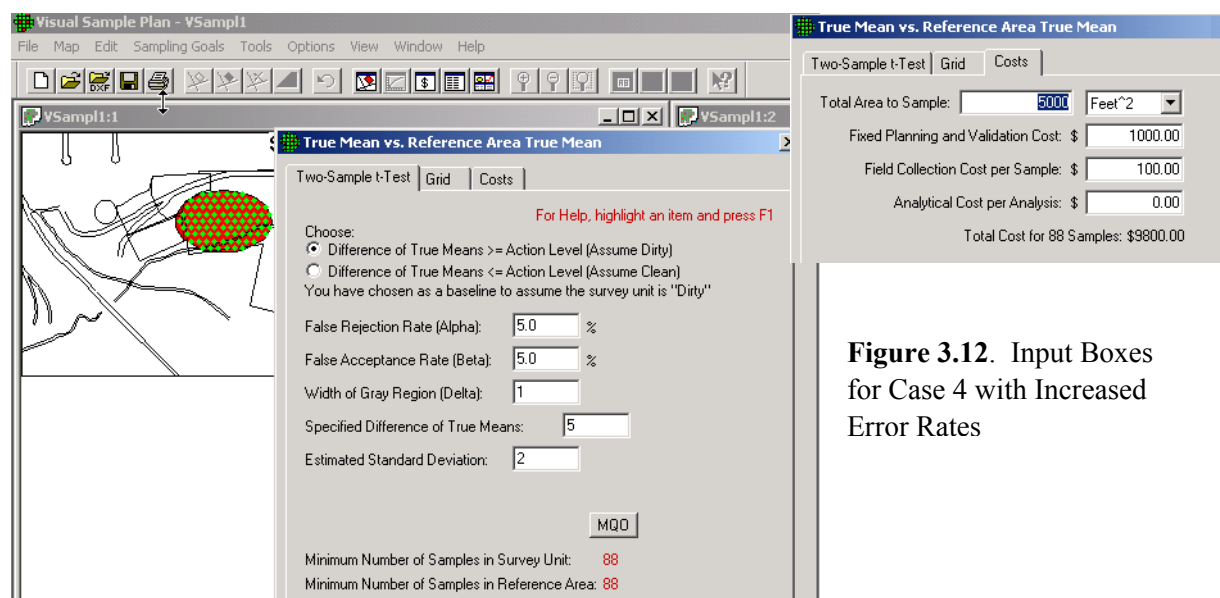 Visual Sample Plan - VSampl1
File Map Edit Sampling Goals Tools Options View Window Help
DXF
VSampl1:1
VSampl1:2
True Mean vs. Reference Area True Mean
Two-Sample t-Test Grid Costs
For Help, highlight an item and press F1
Choose:
Difference of True Means >= Action Level (Assume Dirty)
Difference of True Means <= Action Level (Assume Clean)
You have chosen as a baseline to assume the survey unit is "Dirty"
False Rejection Rate (Alpha): 5.0 %
False Acceptance Rate (Beta): 5.0 %
Width of Gray Region (Delta): 1
Specified Difference of True Means: 5
Estimated Standard Deviation: 2
MQO
Minimum Number of Samples in Survey Unit: 88
Minimum Number of Samples in Reference Area: 88
True Mean vs. Reference Area True Mean
Two-Sample t-Test Grid Costs
Total Area to Sample: 5000 Feet^2
Fixed Planning and Validation Cost: $ 1000.00
Field Collection Cost per Sample: $ 100.00
Analytical Cost per Analysis: $ 0.00
Total Cost for 88 Samples: $9800.00
Figure 3.12. Input Boxes
for Case 4 with Increased
Error Rates